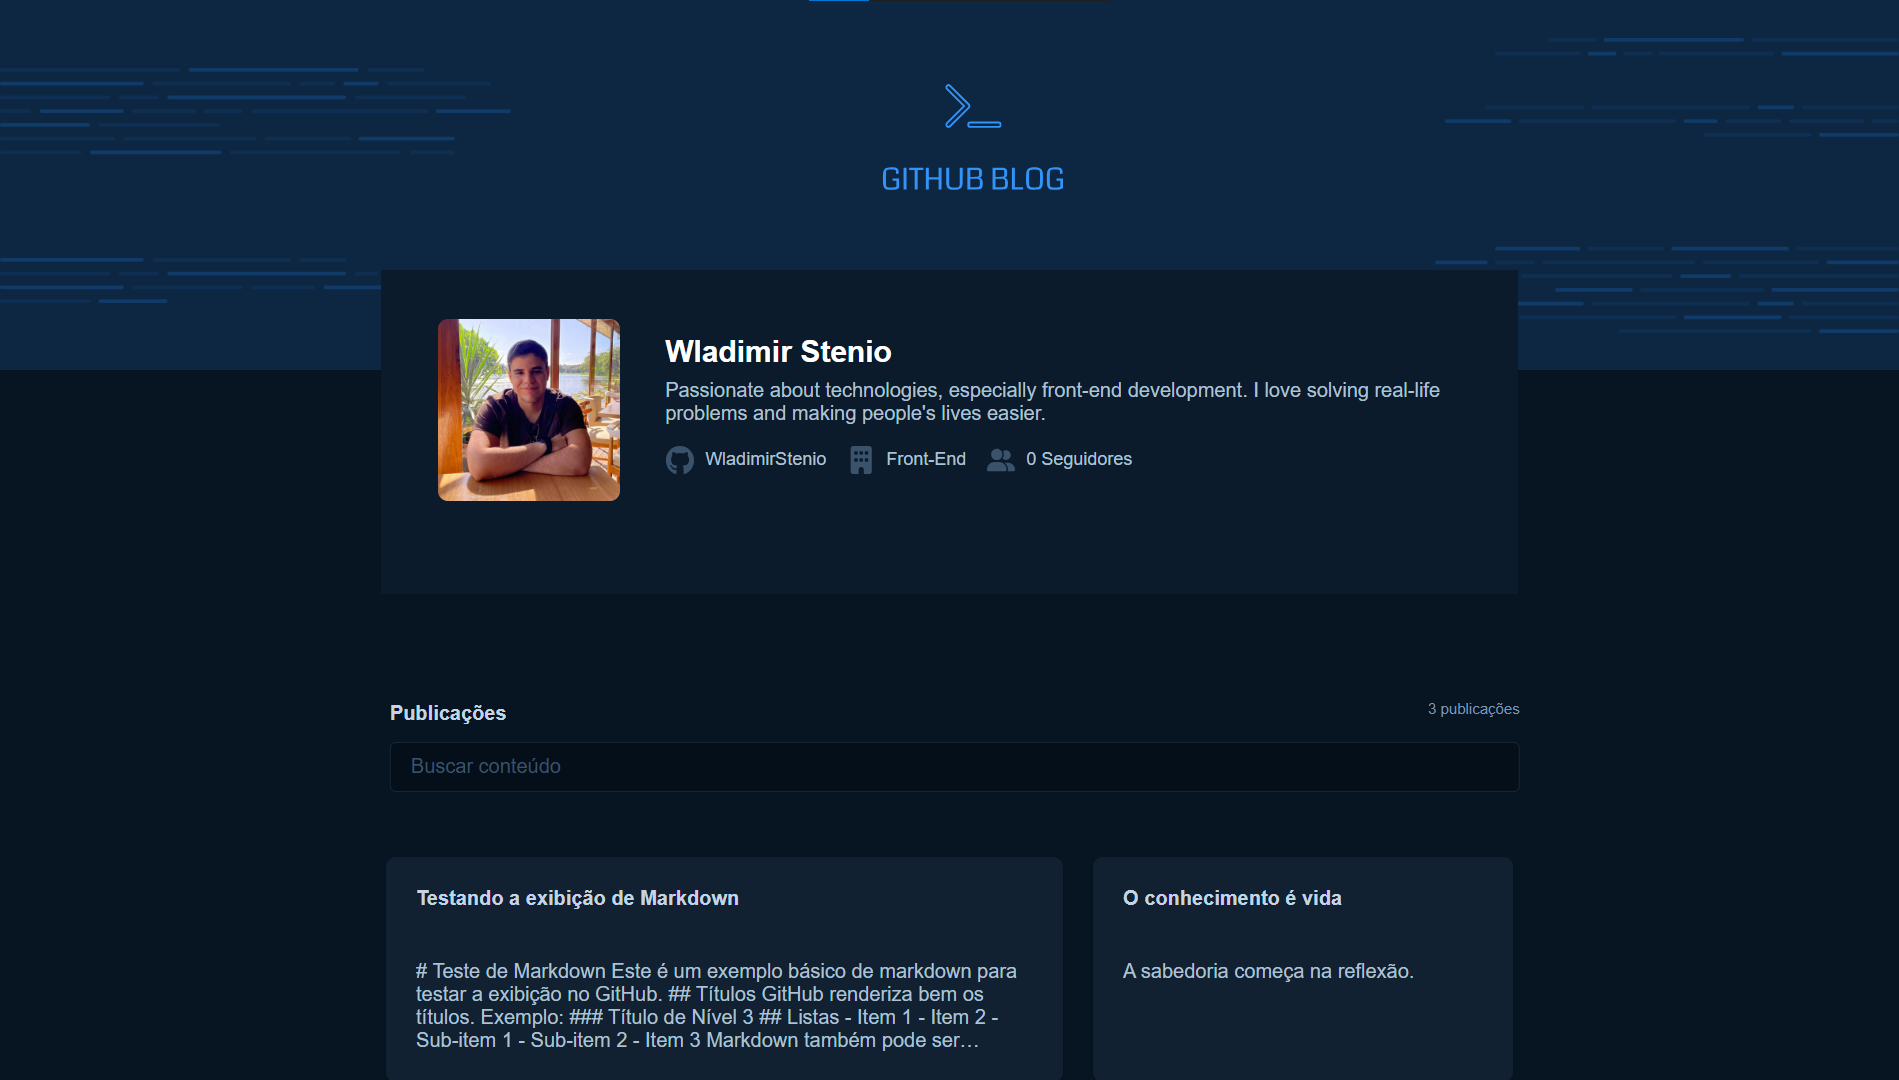 GITHUB BLOG
Wladimir Stenio
Passionate about technologies, especially front-end development. I love solving real-life
problems and making people's lives easier.
WladimirStenio Front-End 0 Seguidores
Publicações 3 publicações
Buscar conteúdo
Testando a exibição de Markdown
# Teste de Markdown Este é um exemplo básico de markdown para
testar a exibição no GitHub. ## Títulos GitHub renderiza bem os
títulos. Exemplo: ### Título de Nível 3 ## Listas - Item 1 - Item 2 -
Sub-item 1 - Sub-item 2 - Item 3 Markdown também pode ser…
O conhecimento é vida
A sabedoria começa na reflexão.